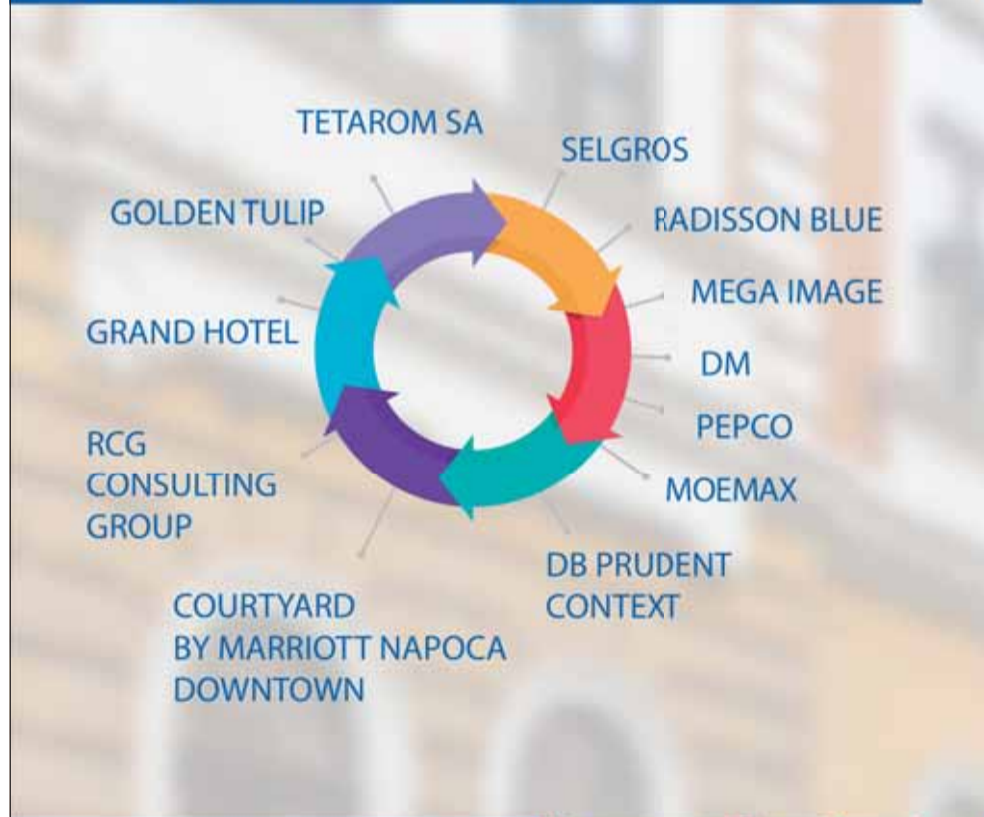 TETAROM SA
SELGROS
GOLDEN TULIP
RADISSON BLUE
MEGA IMAGE
GRAND HOTEL
DM
PEPCO
RCG
CONSULTING
GROUP
MOEMAX
DB PRUDENT
CONTEXT
COURTYARD
BY MARRIOTT NAPOCA
DOWNTOWN